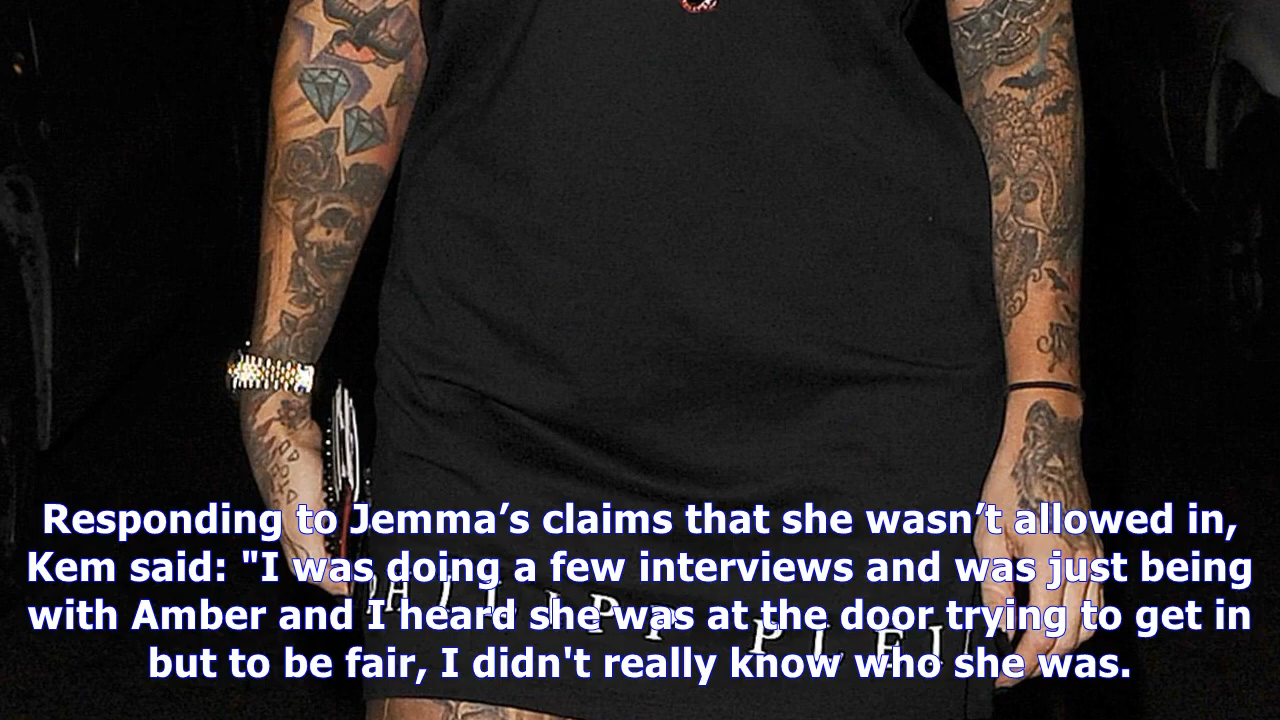 Responding to Jemma’s claims that she wasn’t allowed in,
Kem said: "I was doing a few interviews and was just being
with Amber and I heard she was at the door trying to get in
but to be fair, I didn't really know who she was.
PHILIPP PLEIN